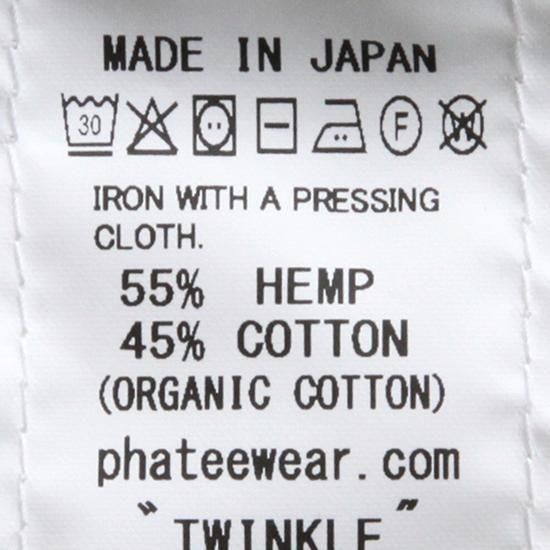 MADE IN JAPAN
30 F W
IRON WITH A PRESSING
CLOTH.
55% HEMP
45% COTTON
(ORGANIC COTTON)
phateewear.com
"TWINKLE"